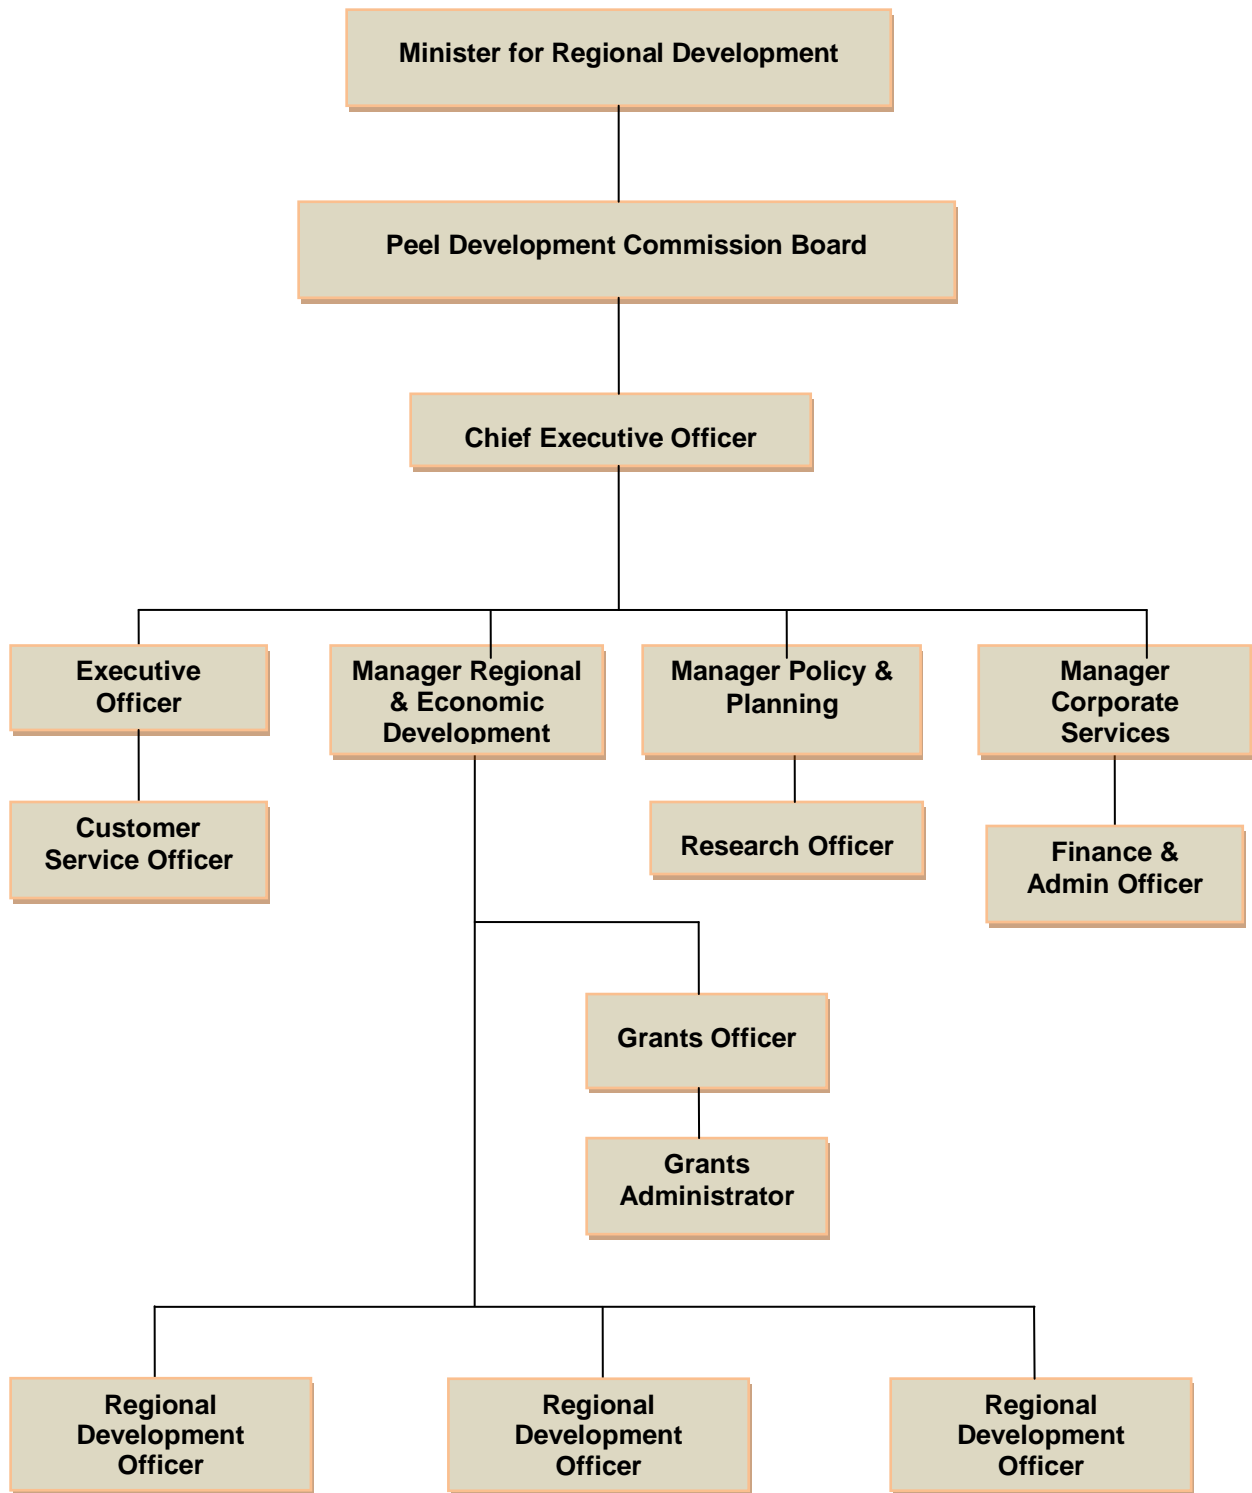 Minister for Regional Development
Peel Development Commission Board
Chief Executive Officer
Executive
Officer
Manager Regional
& Economic
Development
Manager Policy &
Planning
Manager
Corporate
Services
Customer
Service Officer
Research Officer
Finance &
Admin Officer
Grants Officer
Grants
Administrator
Regional
Development
Officer
Regional
Development
Officer
Regional
Development
Officer